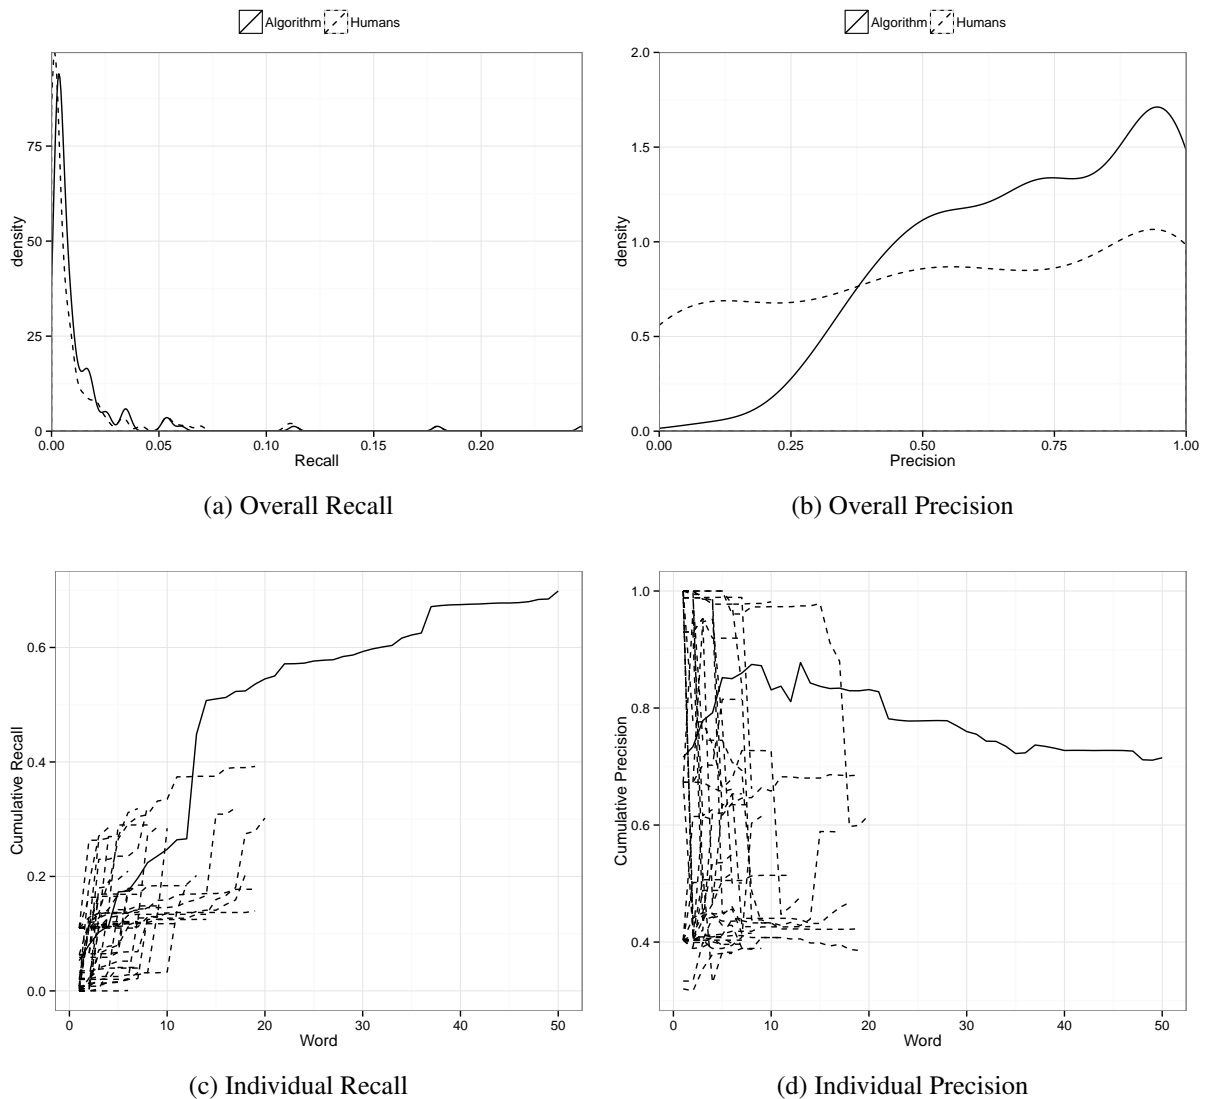 Algorithm Humans
density
75
50
25
0
0.00 0.05 0.10 0.15 0.20
Recall
(a) Overall Recall
Algorithm Humans
density
2.0
1.5
1.0
0.5
0.0
0.00 0.25 0.50 0.75 1.00
Precision
(b) Overall Precision
Cumulative Recall
0.6
0.4
0.2
0.0
0 10 20 30 40 50
Word
(c) Individual Recall
Cumulative Precision
1.0
0.8
0.6
0.4
0 10 20 30 40 50
Word
(d) Individual Precision